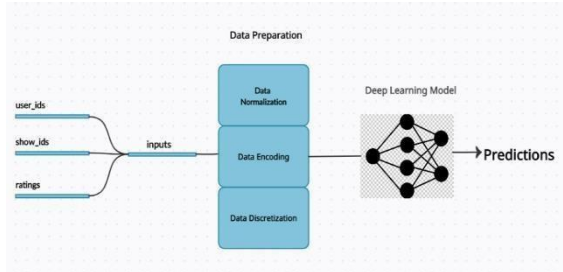 Data Preparation
user_ids
show_ids
ratings
inputs
Data
Normalization
Data Encoding
Data Discretization
Deep Learning Model
Predictions